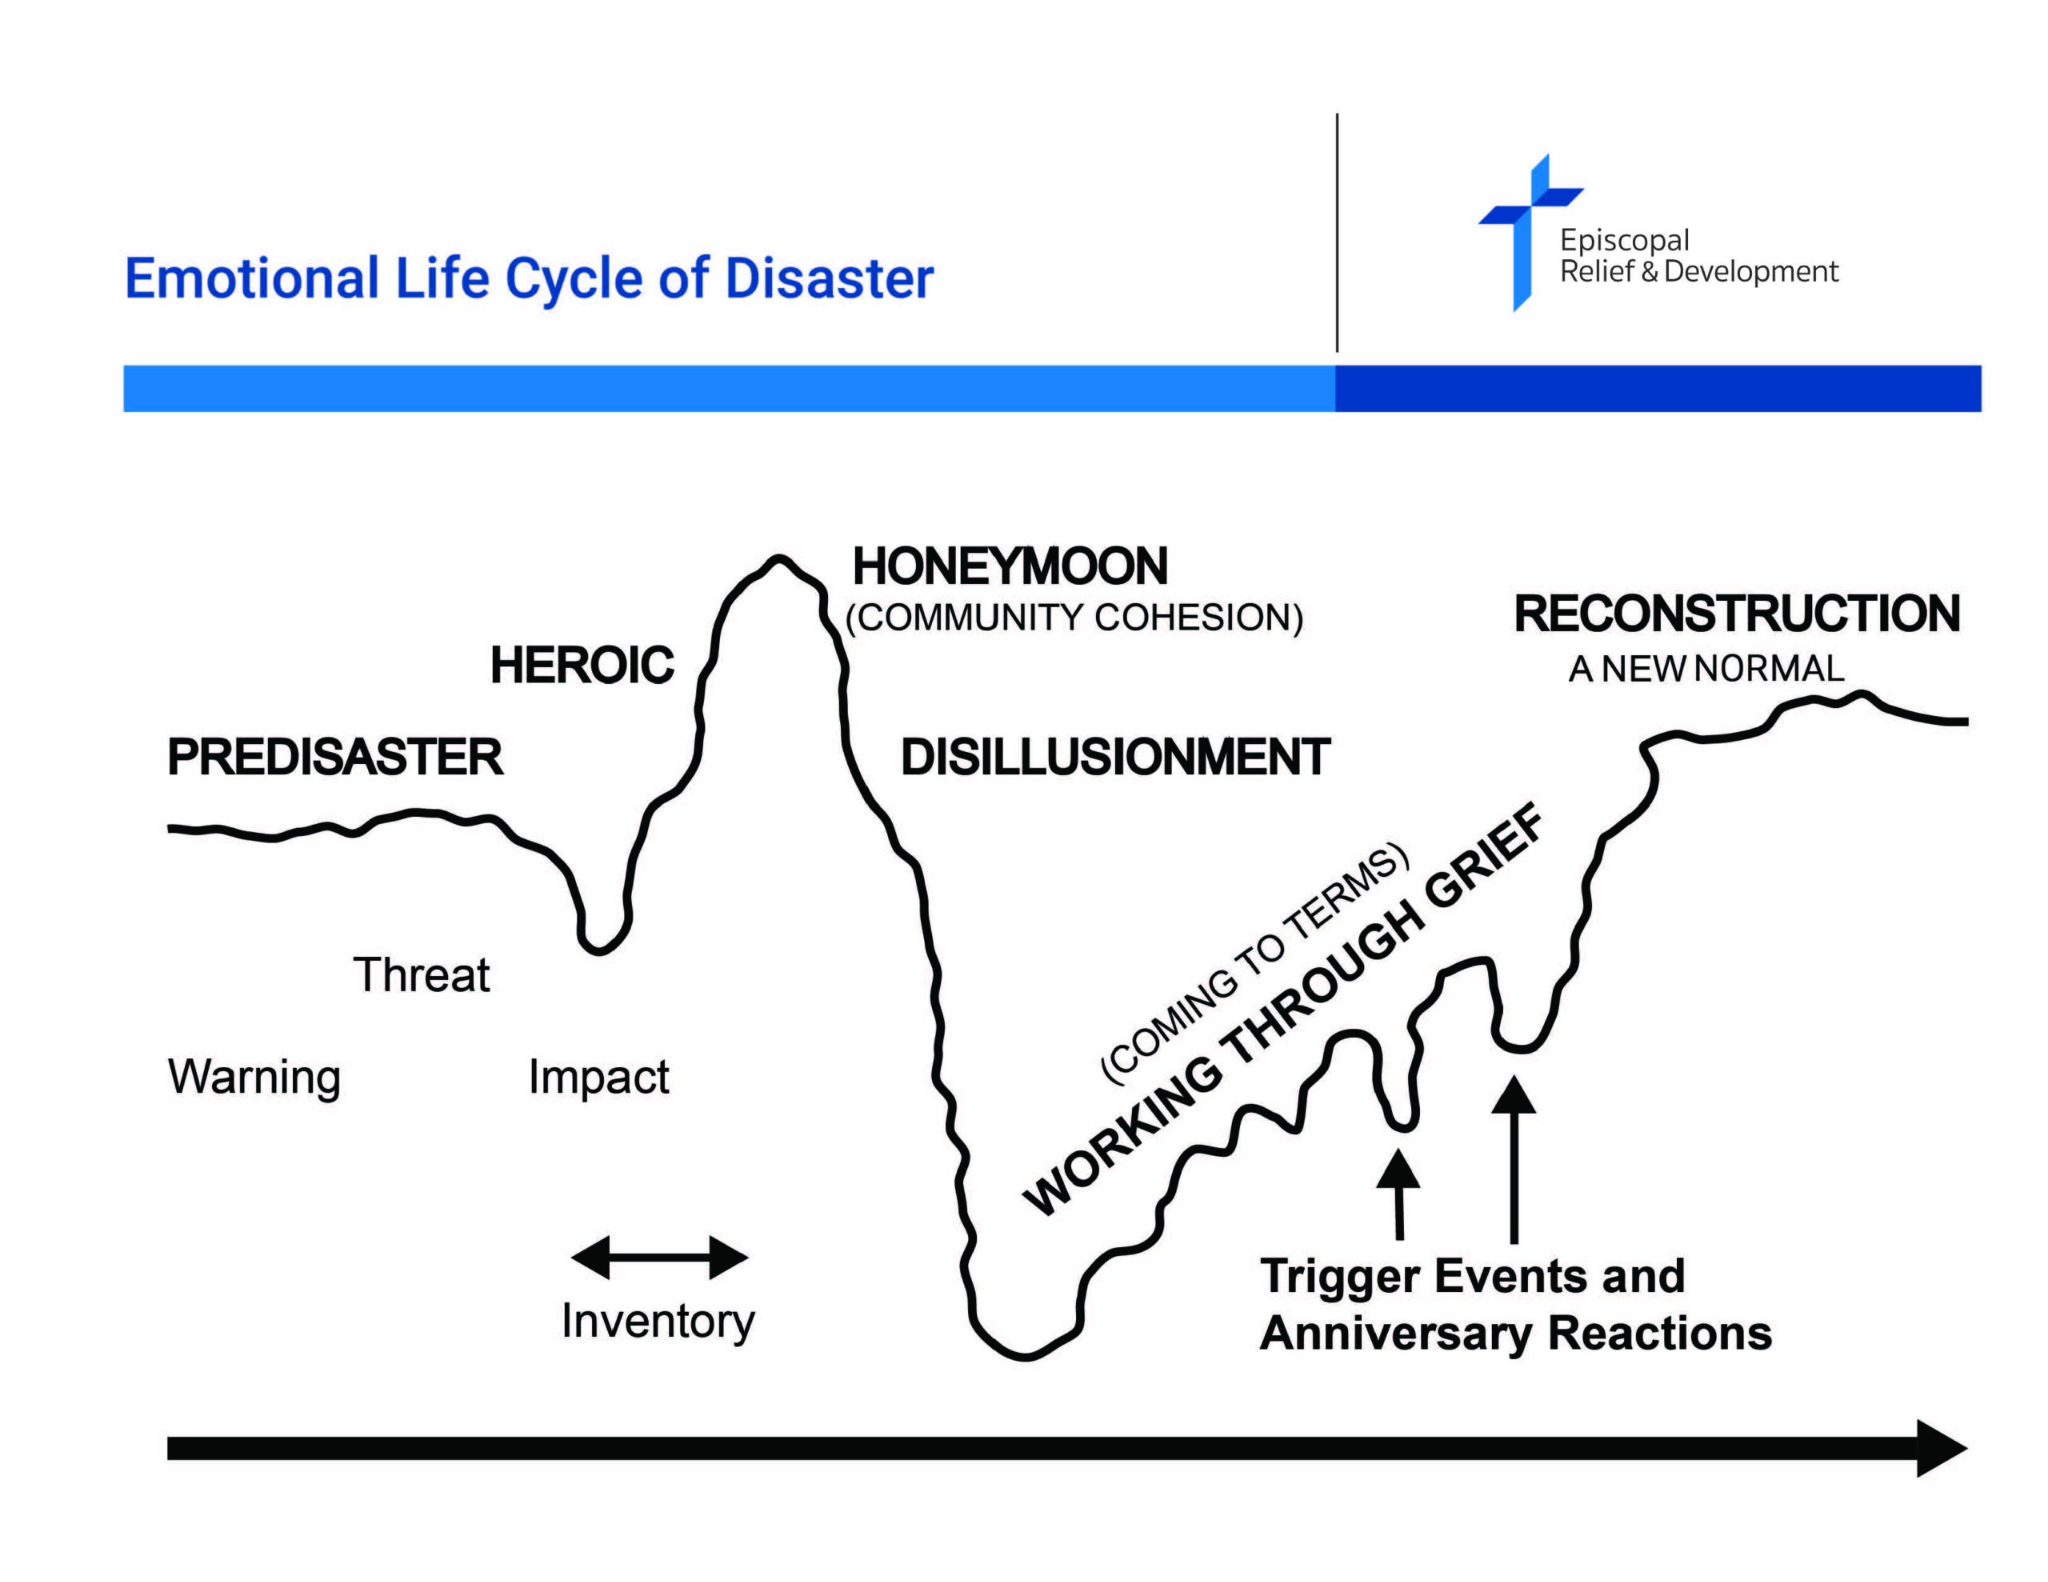 Emotional Life Cycle of Disaster
Episcopal
Relief & Development
HONEYMOON
(COMMUNITY COHESION)
RECONSTRUCTION
A NEW NORMAL
HEROIC
PREDISASTER
DISILLUSIONMENT
(COMING TO TERMS)
WORKING THROUGH GRIEF
Threat
Warning
Impact
Inventory
Trigger Events and
Anniversary Reactions